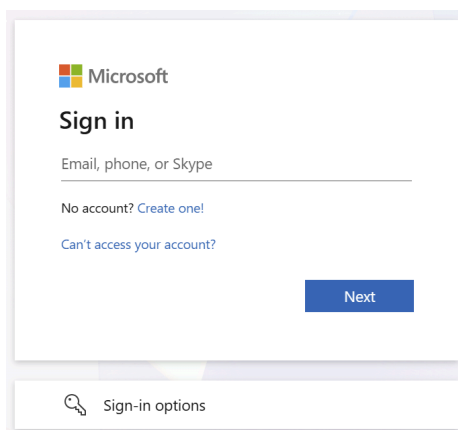 Microsoft
Sign in
Email, phone, or Skype
No account? Create one!
Can't access your account?
Next
Sign-in options